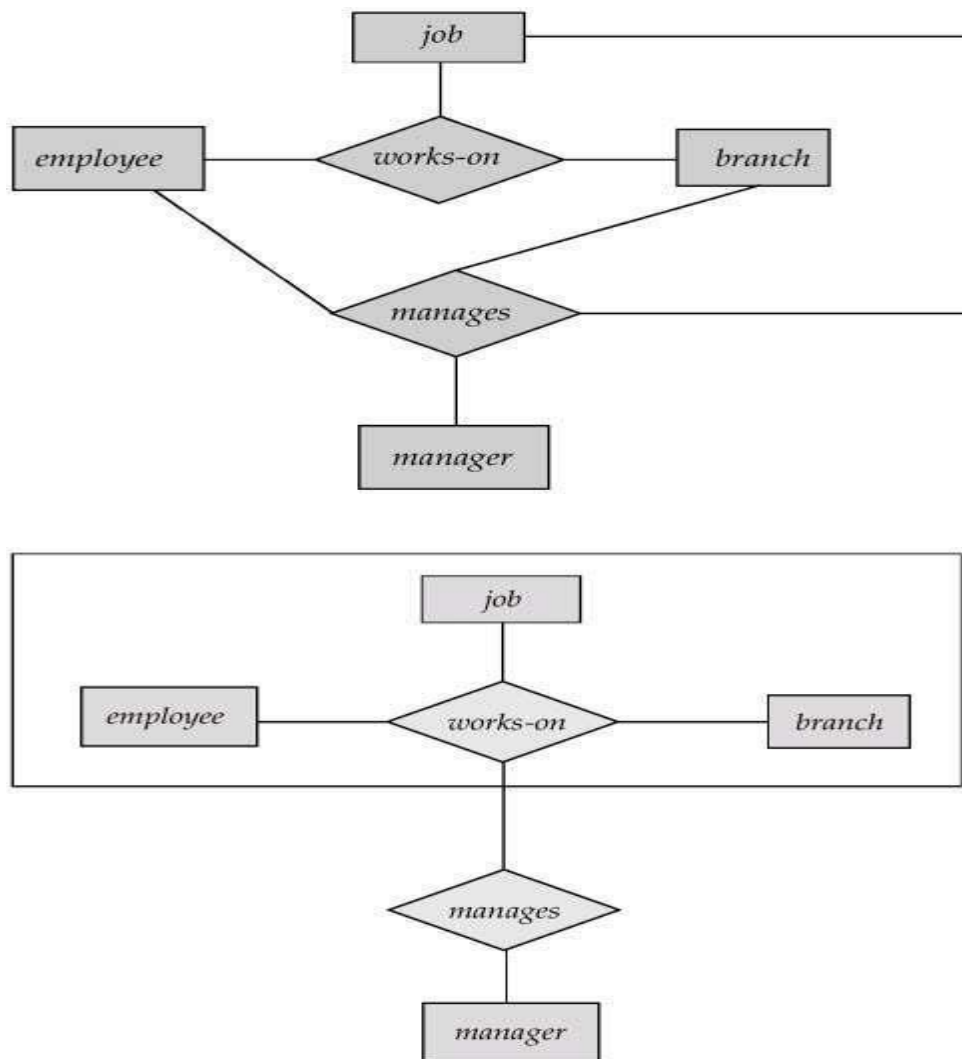 job
employee
works-on
branch
manages
manager
job
employee
works-on
branch
manages
manager